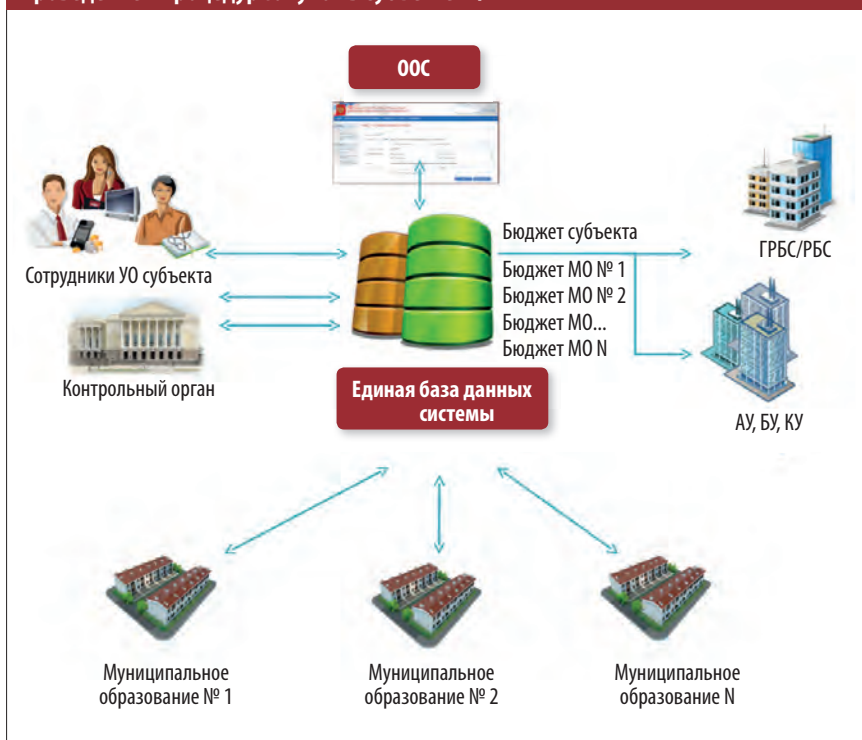 ООС
Бюджет субъекта
Бюджет МО № 1
Бюджет МО № 2
Бюджет МО...
Бюджет МО N
Сотрудники УО субъекта
Контрольный орган
ГРБС/РБС
АУ, БУ, КУ
Единая база данных
системы
Муниципальное
образование № 1
Муниципальное
образование № 2
Муниципальное
образование N